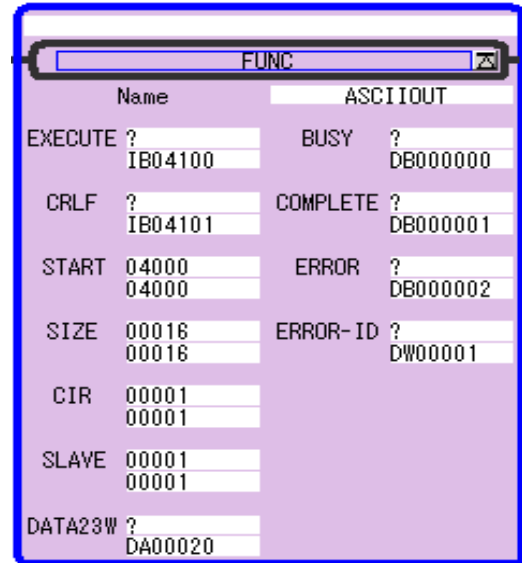 FUNC
Name ASCIIOUT
EXECUTE ? BUSY ?
IB04100 DB000000
CRLF ? COMPLETE ?
IB04101 DB000001
START 04000 ERROR ?
04000 DB000002
SIZE 00016 ERROR-ID ?
00016 DW00001
CIR 00001
00001
SLAVE 00001
00001
DATA23W ?
DA00020